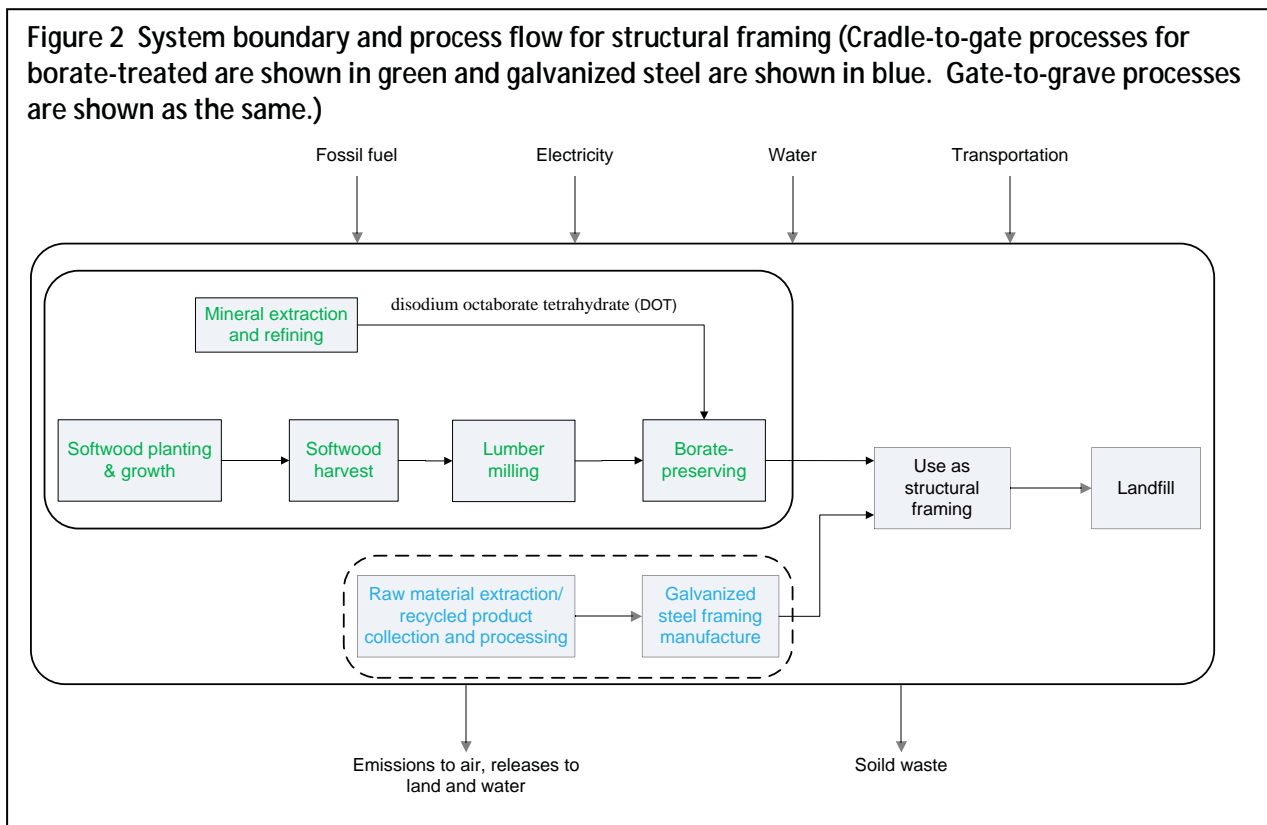 Figure 2  System boundary and process flow for structural framing (Cradle-to-gate processes for
borate-treated are shown in green and galvanized steel are shown in blue.  Gate-to-grave processes
are shown as the same.)
Fossil fuel
Electricity
Water
Transportation
Mineral extraction
and refining
disodium octaborate tetrahydrate (DOT)
Softwood planting
& growth
Softwood
harvest
Lumber
milling
Borate-
preserving
Use as
structural
framing
Landfill
Raw material extraction/
recycled product
collection and processing
Galvanized
steel framing
manufacture
Emissions to air, releases to
land and water
Soild waste